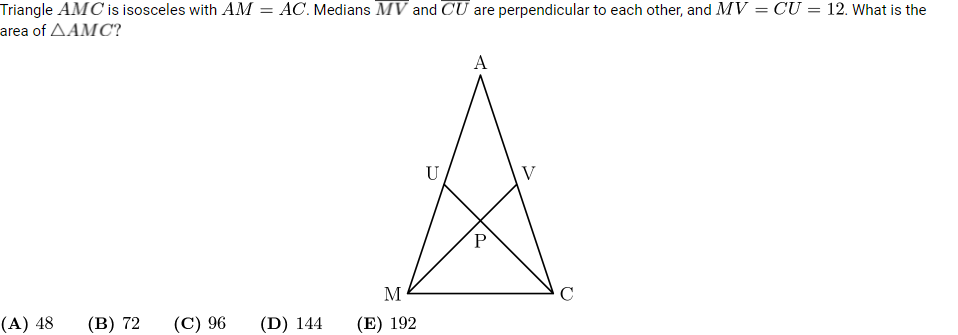 Triangle AMC is isosceles with AM = AC. Medians MV and CU are perpendicular to each other, and MV = CU = 12. What is the
area of △AMC?
A
U V
P
M C
(A) 48 (B) 72 (C) 96 (D) 144 (E) 192